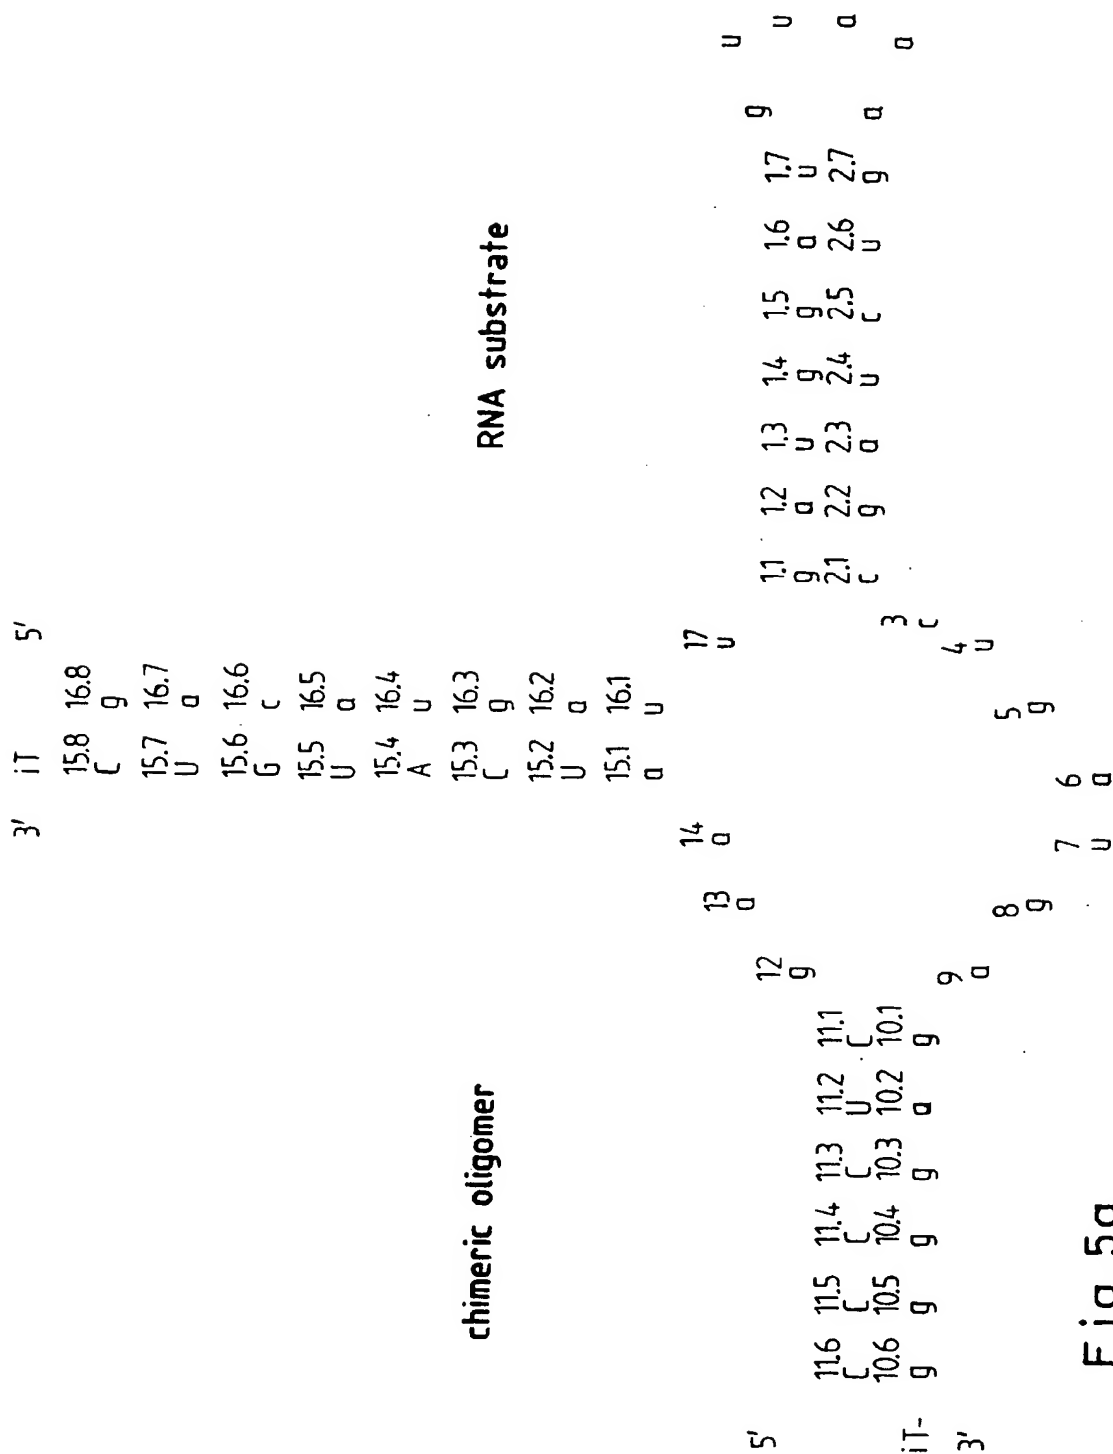 3' iT 5'
15.8 16.8
C g
15.7 16.7
U a
15.6 16.6
G c
15.5 16.5
U a
15.4 16.4
A u
15.3 16.3
C g
15.2 16.2
U a
15.1 16.1
a u
chimeric oligomer
RNA substrate
14 17
a u
13
a
12
g
u u a a
g a
5'
11.6 11.5 11.4 11.3 11.2 11.1
C C C C U C
10.6 10.5 10.4 10.3 10.2 10.1
g g g g a g
iT-
3'
1.1 1.2 1.3 1.4 1.5 1.6 1.7
g a u g g a u
2.1 2.2 2.3 2.4 2.5 2.6 2.7
c g a u c u g
9 3
a c
4
u
8 5
g g
7 6
u a
Fig. 5a